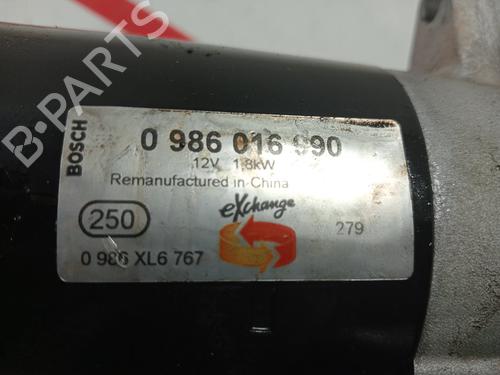 BOSCH
0 986 016 990
12V 1,8kW
Remanufactured in China
eXchange
250
279
0 986 XL6 767
B-PARTS